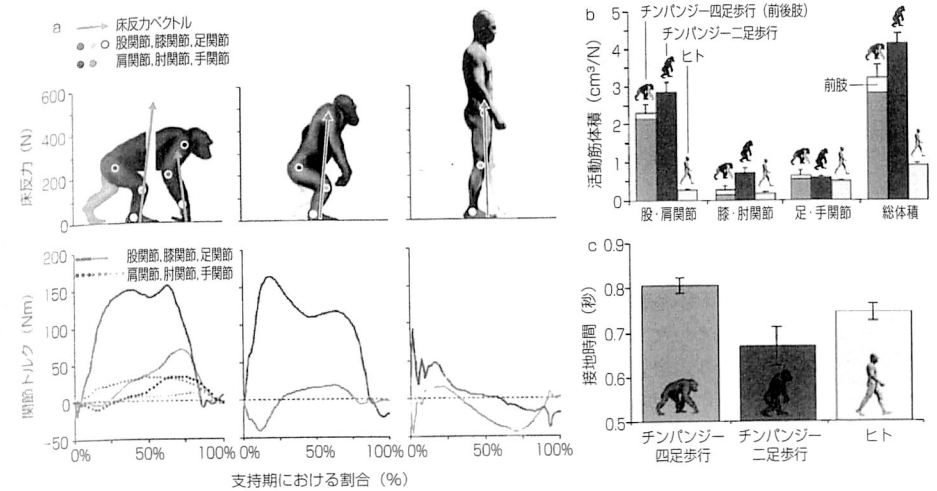 a
床反力ベクトル
股関節,膝関節,足関節
肩関節,肘関節,手関節
床反力（N）
600
400
200
0
関節トルク（Nm）
200
150
100
50
0
-50
股関節,膝関節,足関節
肩関節,肘関節,手関節
0% 50% 100%
0% 50% 100%
0% 50% 100%
支持期における割合（%）
b
チンパンジー四足歩行（前後肢）
チンパンジー二足歩行
ヒト
前肢
活動筋体積（cm³/N）
5
4
3
2
1
0
股・肩関節 膝・肘関節 足・手関節 総体積
c
接地時間（秒）
0.9
0.8
0.7
0.6
0.5
チンパンジー四足歩行
チンパンジー二足歩行
ヒト